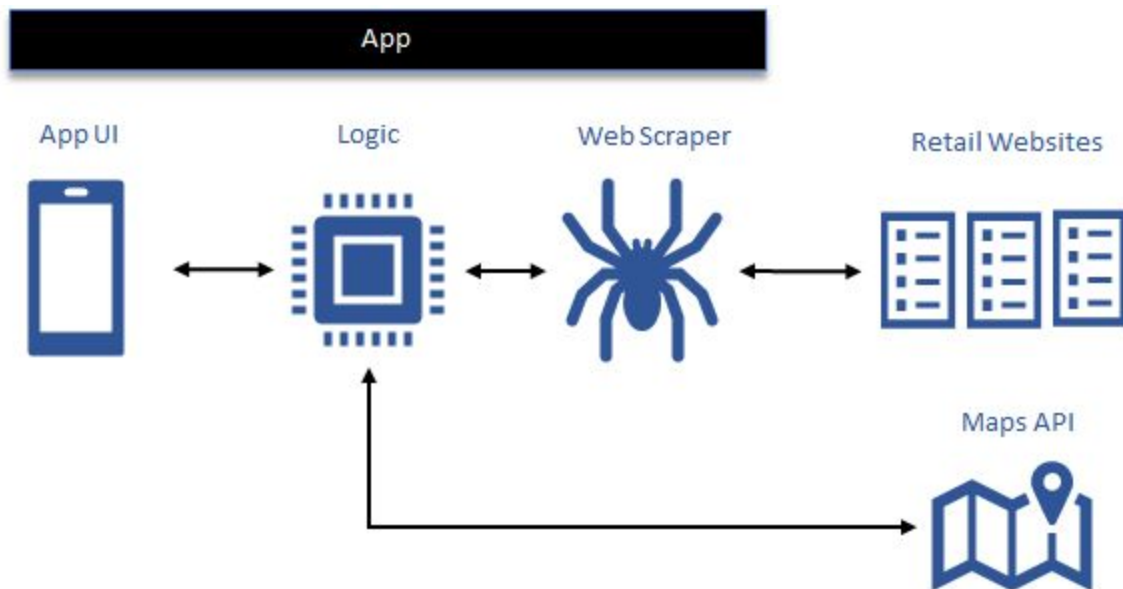 App
App UI
Logic
Web Scraper
Retail Websites
Maps API